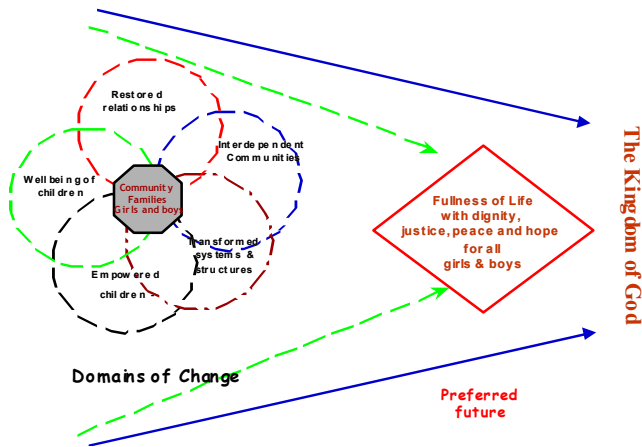 Restored
relationships
Interdependent
Communities
Wellbeing of
children
Community
Families
Girls and boys
Transformed
systems &
structures
Empowered
children
Domains of Change
Fullness of Life
with dignity,
justice, peace and hope
for all
girls & boys
Preferred
future
The Kingdom of God